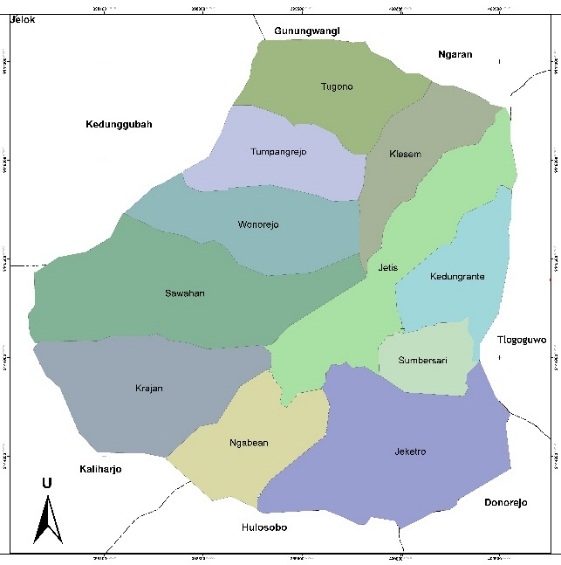 Jelok
Gunungwangi
Ngaran
Tugono
Kedunggubah
Tumpangrejo
Klesem
Wonorejo
Jetis
Kedungrante
Sawahan
Tlogoguwo
Sumbersari
Krajan
Ngabean
Jeketro
Kaliharjo
U
Donorejo
Hulosobo